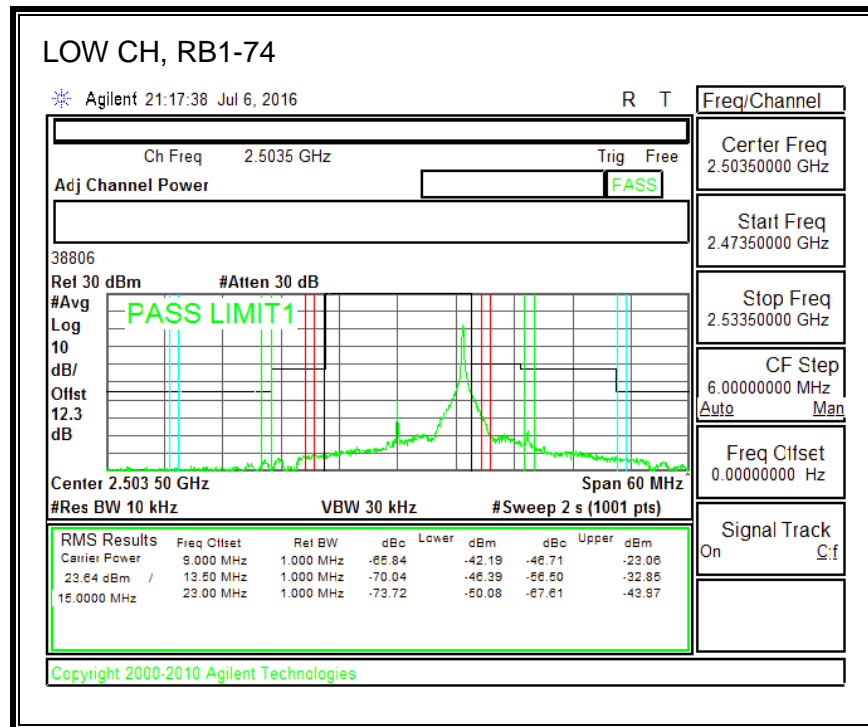 LOW CH, RB1-74
Agilent 21:17:38 Jul 6, 2016 R T
Freq/Channel
Ch Freq 2.5035 GHz Trig Free
Adj Channel Power PASS
Center Freq
2.50350000 GHz
Start Freq
2.47350000 GHz
Stop Freq
2.53350000 GHz
CF Step
6.00000000 MHz
Auto Man
Freq Offset
0.00000000 Hz
Signal Track
On Off
38806
Ref 30 dBm #Atten 30 dB
#Avg
Log
10
dB/
Offst
12.3
dB
PASS LIMIT1
Center 2.503 50 GHz Span 60 MHz
#Res BW 10 kHz VBW 30 kHz #Sweep 2 s (1001 pts)
RMS Results Freq Offset Ref BW dBc Lower dBm dBc Upper dBm
Carrier Power 9.000 MHz 1.000 MHz -65.84 -42.19 -46.71 -23.06
23.64 dBm / 13.50 MHz 1.000 MHz -70.04 -46.39 -56.50 -32.85
15.0000 MHz 23.00 MHz 1.000 MHz -73.72 -50.08 -67.61 -43.97
Copyright 2000-2010 Agilent Technologies